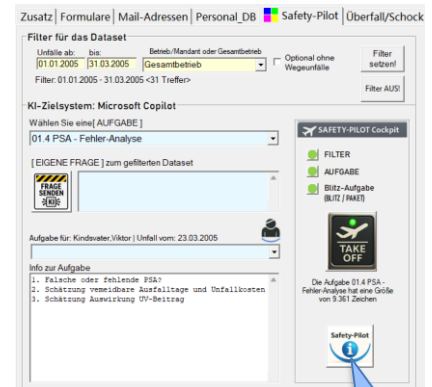 Zusatz | Formulare | Mail-Adressen | Personal_DB Safety-Pilot | Überfall/Schock
Filter für das Dataset
Unfälle ab: bis: Betrieb/Mandant oder Gesamtbetrieb
01.01.2005 31.03.2005 Gesamtbetrieb
Optional ohne Wegeunfälle
Filter setzen!
Filter: 01.01.2005 - 31.03.2005 <31 Treffer>
Filter AUS!
KI-Zielsystem: Microsoft Copilot
Wählen Sie eine[ AUFGABE ]
01.4 PSA - Fehler-Analyse
[ EIGENE FRAGE ] zum gefilterten Dataset
FRAGE
SENDEN
KI
Aufgabe für: Kindsvater,Viktor | Unfall vom: 23.03.2005
Info zur Aufgabe
1. Falsche oder fehlende PSA?
2. Schätzung vemeidbare Ausfalltage und Unfallkosten
3. Schätzung Auswirkung UV-Beitrag
SAFETY-PILOT Cockpit
FILTER
AUFGABE
Blitz-Aufgabe
(BLITZ / PAKET)
TAKE
OFF
Die Aufgabe 01.4 PSA -
Fehler-Analyse hat eine Größe
von 9.361 Zeichen
Safety-Pilot